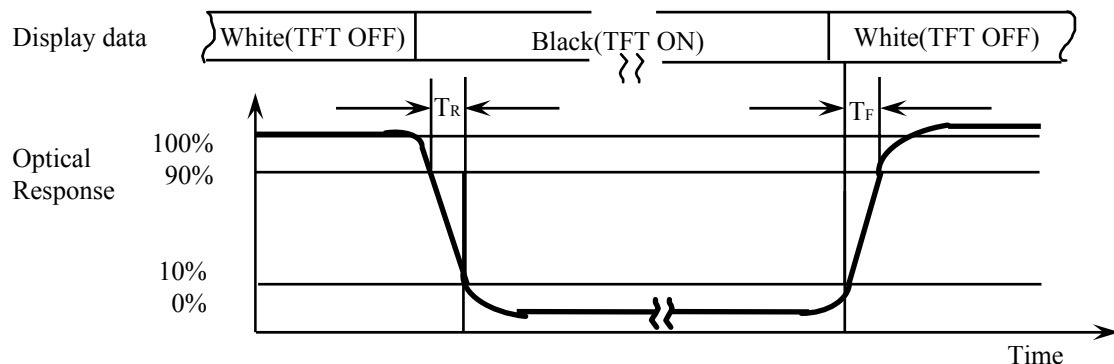 Display data
White(TFT OFF)
Black(TFT ON)
White(TFT OFF)
TR
TF
Optical
Response
100%
90%
10%
0%
Time